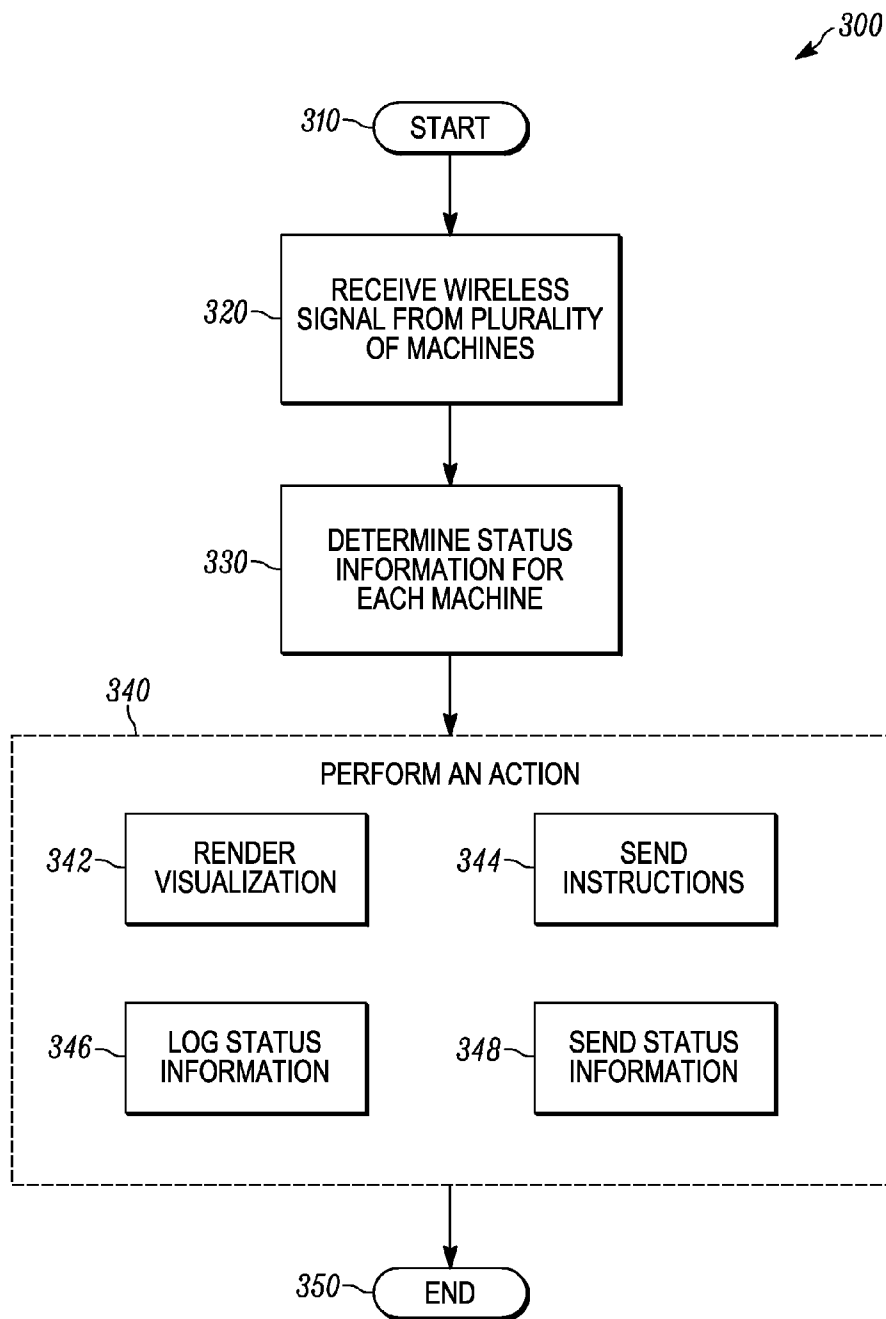 300
310
START
320
RECEIVE WIRELESS
SIGNAL FROM PLURALITY
OF MACHINES
330
DETERMINE STATUS
INFORMATION FOR
EACH MACHINE
340
PERFORM AN ACTION
342
RENDER
VISUALIZATION
344
SEND
INSTRUCTIONS
346
LOG STATUS
INFORMATION
348
SEND STATUS
INFORMATION
350
END